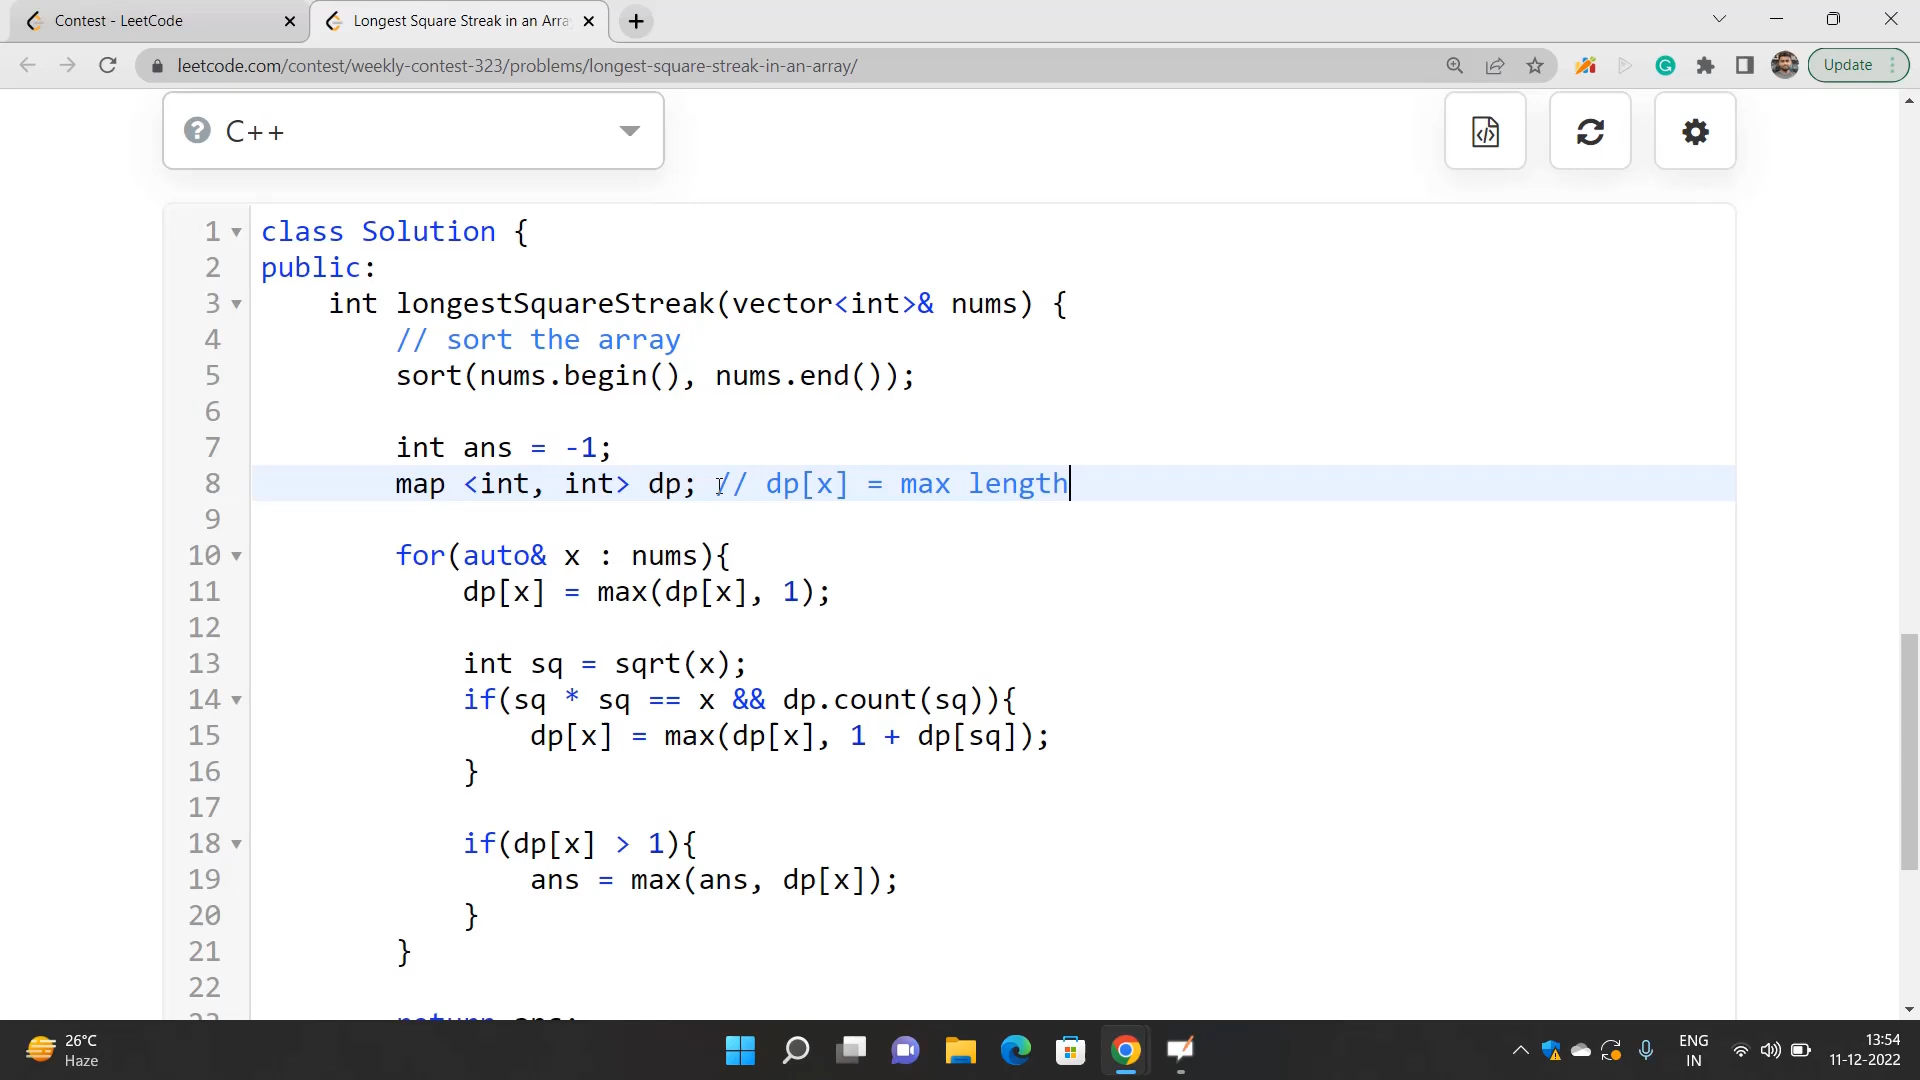 Contest - LeetCode
Longest Square Streak in an Arra
leetcode.com/contest/weekly-contest-323/problems/longest-square-streak-in-an-array/
Update
C++
1 class Solution {
2 public:
3 int longestSquareStreak(vector<int>& nums) {
4 // sort the array
5 sort(nums.begin(), nums.end());
6
7 int ans = -1;
8 map <int, int> dp; // dp[x] = max length
9
10 for(auto& x : nums){
11 dp[x] = max(dp[x], 1);
12
13 int sq = sqrt(x);
14 if(sq * sq == x && dp.count(sq)){
15 dp[x] = max(dp[x], 1 + dp[sq]);
16 }
17
18 if(dp[x] > 1){
19 ans = max(ans, dp[x]);
20 }
21 }
22
23 return ans;
26°C
Haze
ENG
IN
13:54
11-12-2022